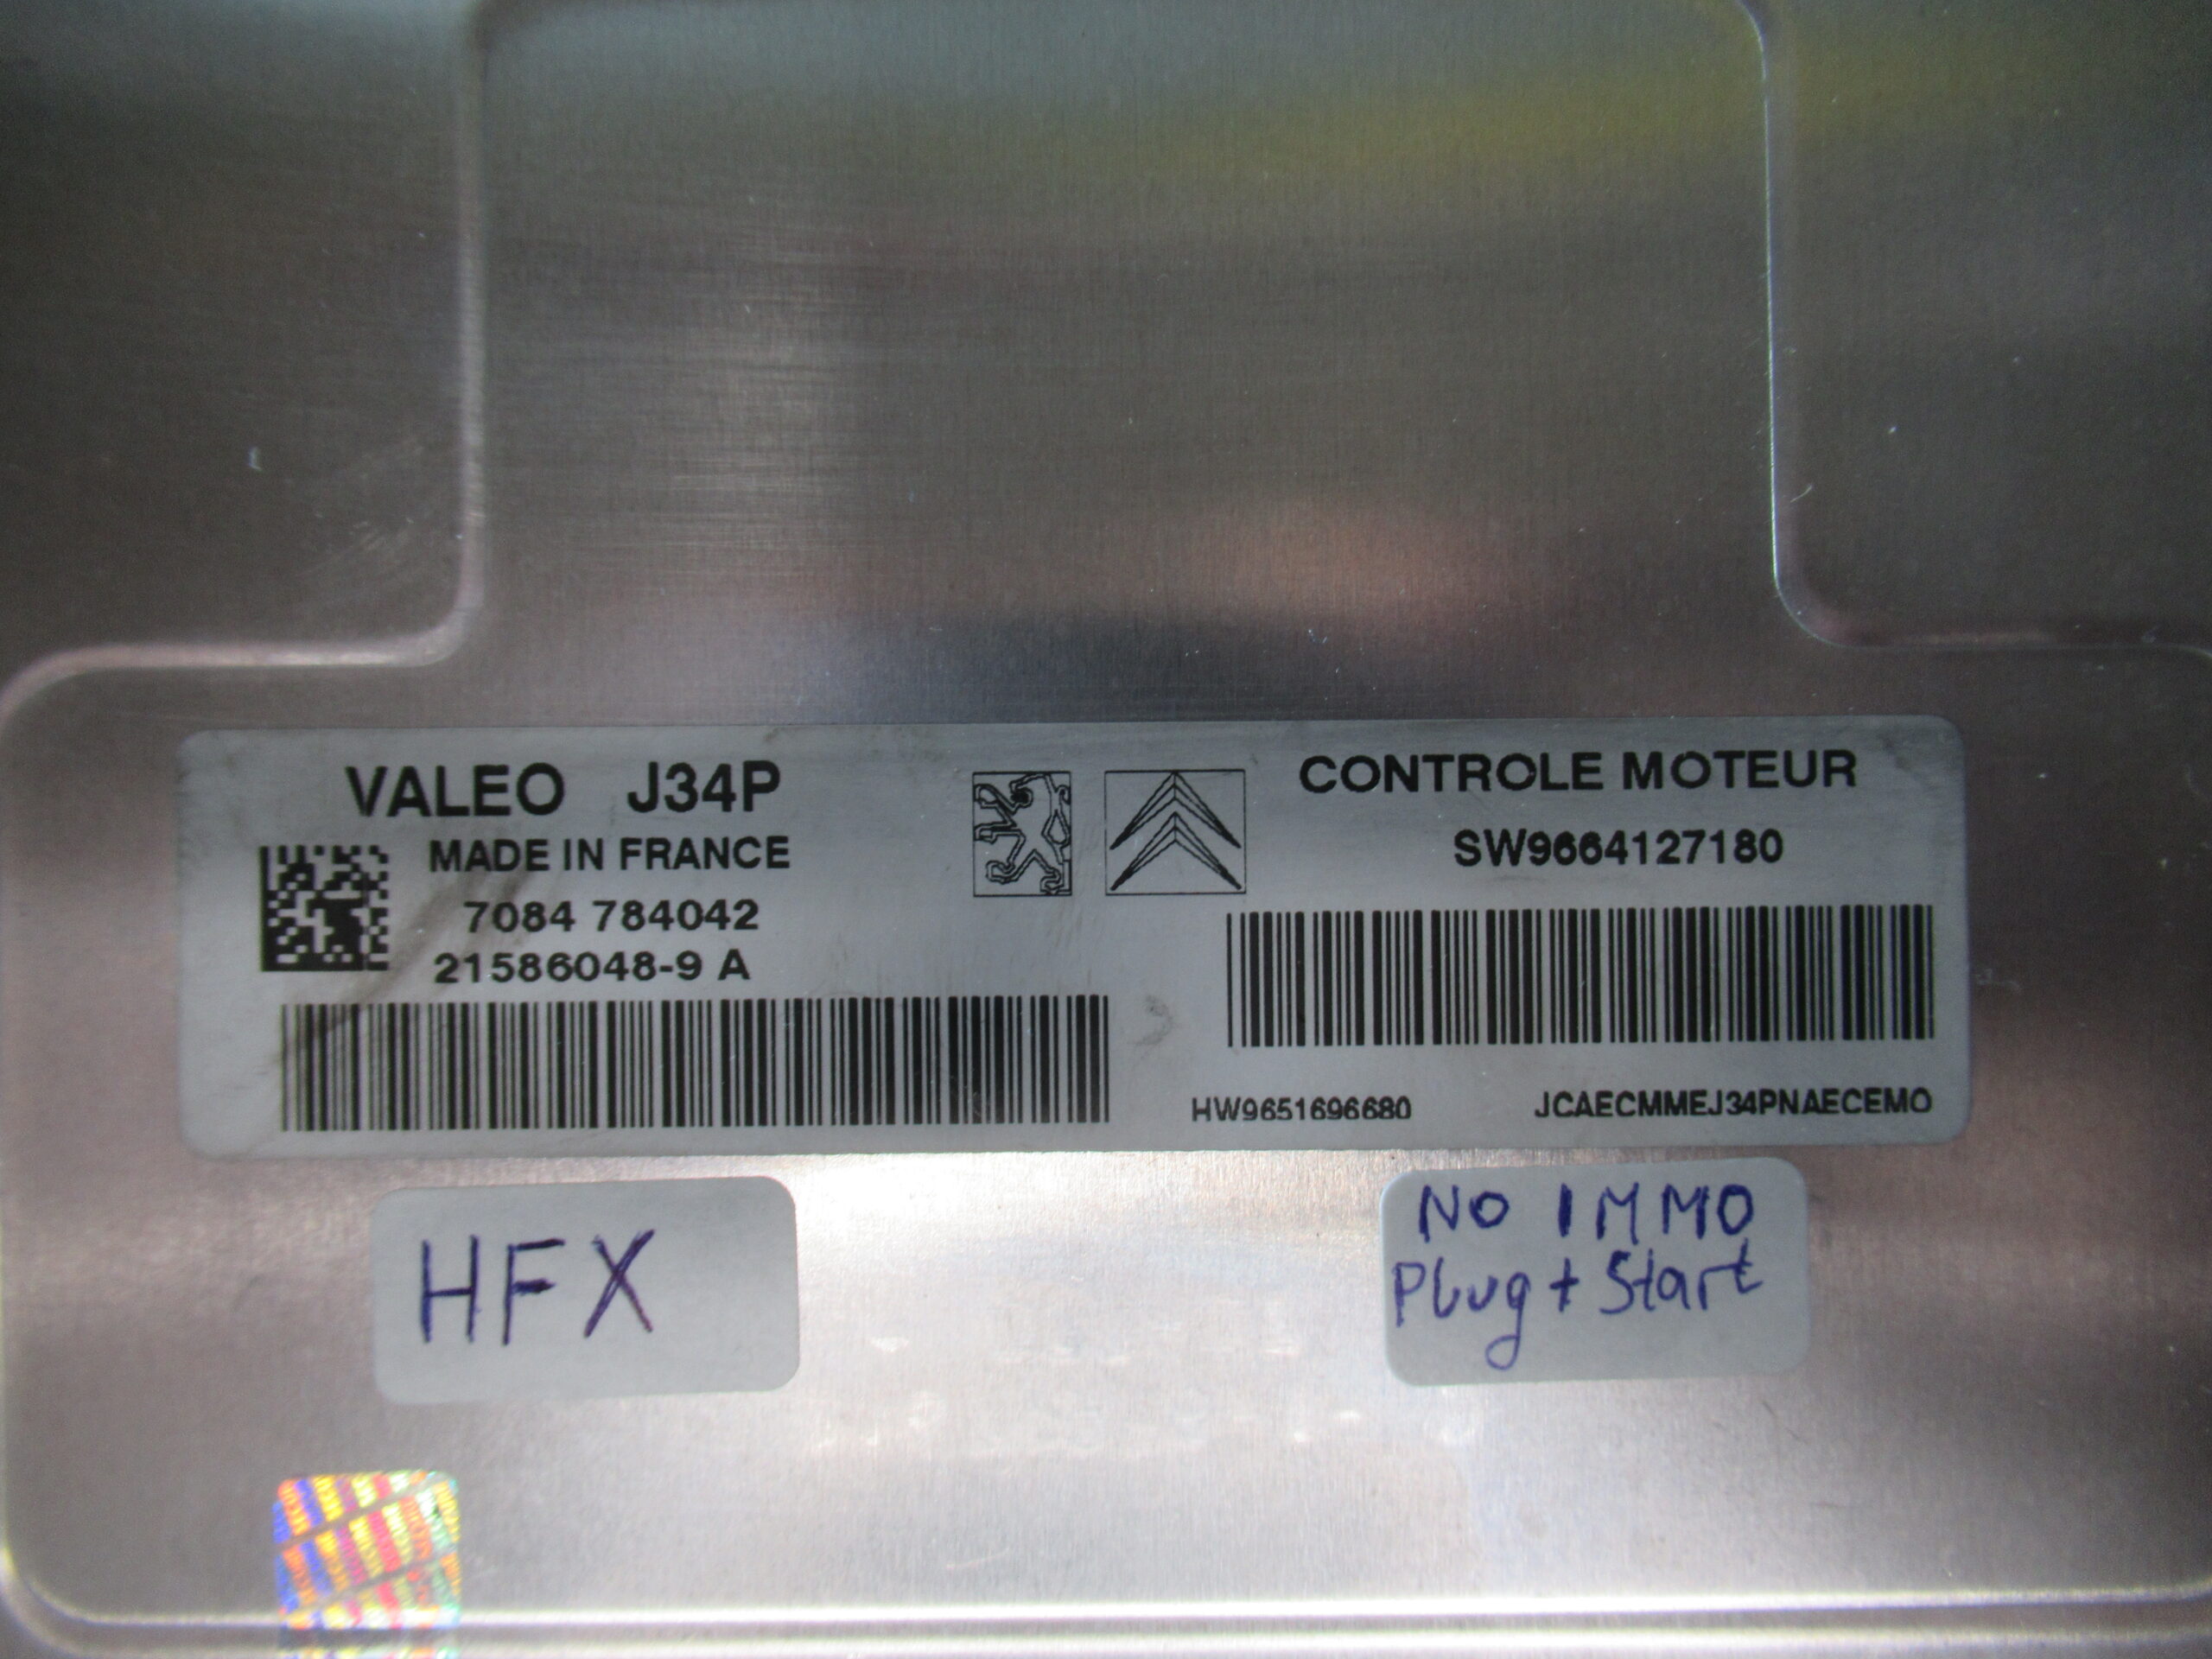 VALEO J34P
MADE IN FRANCE
7084 784042
21586048-9 A
CONTROLE MOTEUR
SW9664127180
HW9651696680 JCAECMMEJ34PNAECEMO
HFX
NO IMMO
Plug + Start